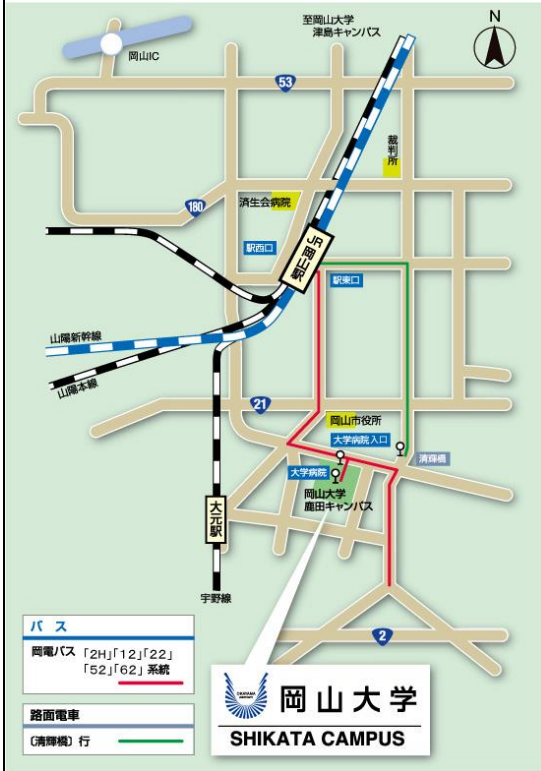 至岡山大学
津島キャンパス
N
岡山IC
53
裁判所
180
済生会病院
駅西口
JR岡山駅
駅東口
山陽新幹線
山陽本線
21
岡山市役所
大学病院入口
清輝橋
大学病院
岡山大学
鹿田キャンパス
大元駅
宇野線
2
バス
岡電バス 「2H」「12」「22」
「52」「62」 系統
路面電車
〔清輝橋〕 行
OKAYAMA
UNIVERSITY
岡山大学
SHIKATA CAMPUS